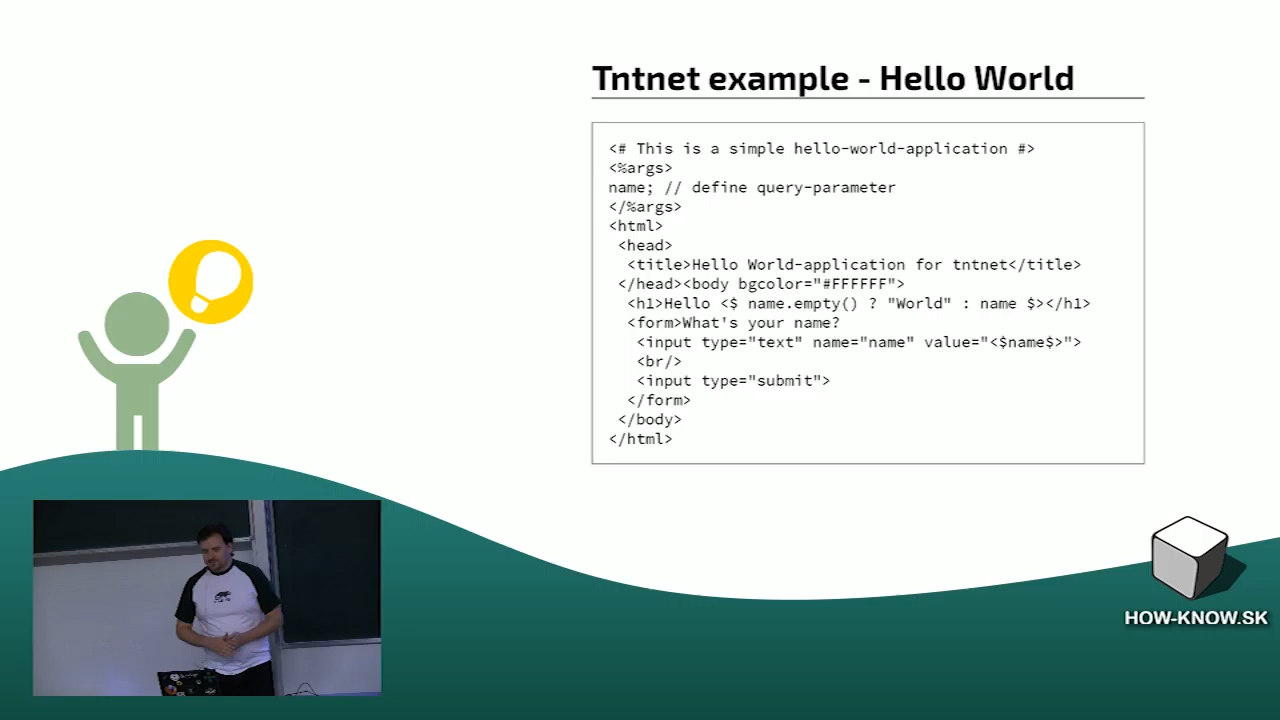 Tntnet example - Hello World
<# This is a simple hello-world-application #>
<%args>
name; // define query-parameter
</%args>
<html>
<head>
<title>Hello World-application for tntnet</title>
</head><body bgcolor="#FFFFFF">
<h1>Hello <$ name.empty() ? "World" : name $></h1>
<form>What's your name?
<input type="text" name="name" value="<$name$>">
<br/>
<input type="submit">
</form>
</body>
</html>
HOW-KNOW.SK